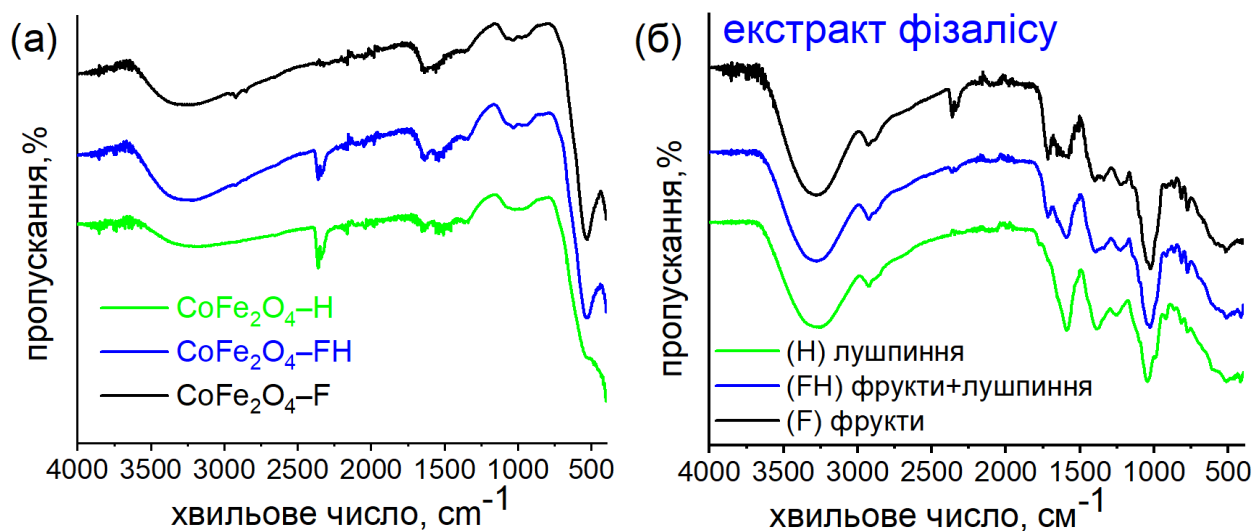 (а)
пропускання,%
CoFe₂O₄–H
CoFe₂O₄–FH
CoFe₂O₄–F
4000 3500 3000 2500 2000 1500 1000 500
хвильове число, cm⁻¹
(б)
екстракт фізалісу
пропускання,%
(H) лушпиння
(FH) фрукти+лушпиння
(F) фрукти
4000 3500 3000 2500 2000 1500 1000 500
хвильове число, см⁻¹